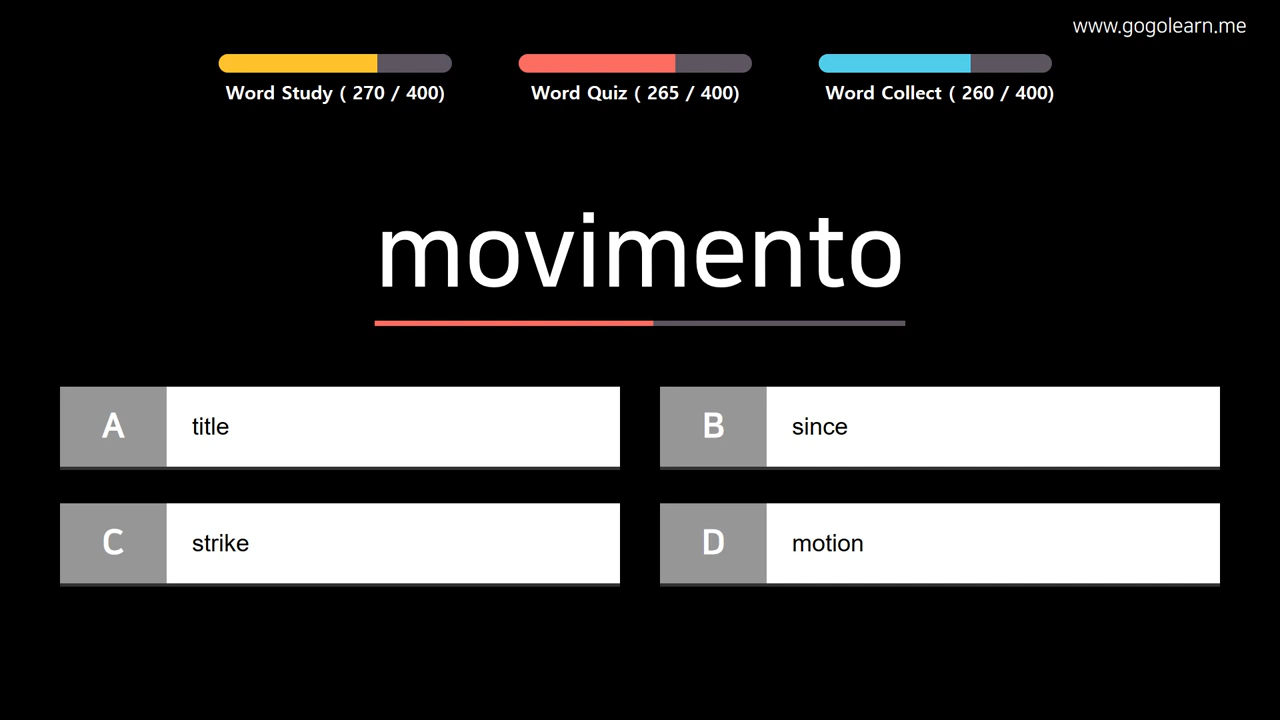 www.gogolearn.me
Word Study ( 270 / 400)
Word Quiz ( 265 / 400)
Word Collect ( 260 / 400)
movimento
A title
B since
C strike
D motion